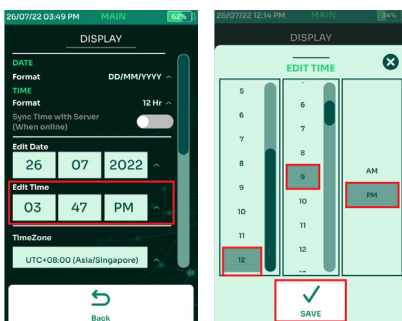 26/07/22 03:49 PM MAIN 62%
DISPLAY
DATE
Format DD/MM/YYYY
TIME
Format 12 Hr
Sync Time with Server
(When online)
Edit Date
26 07 2022
Edit Time
03 47 PM
TimeZone
UTC+08:00 (Asia/Singapore)
Back
26/07/22 12:14 PM MAIN 34%
DISPLAY
EDIT TIME
5
6
7
8
9
10
11
12
6
7
8
9
10
11
12
AM
PM
SAVE